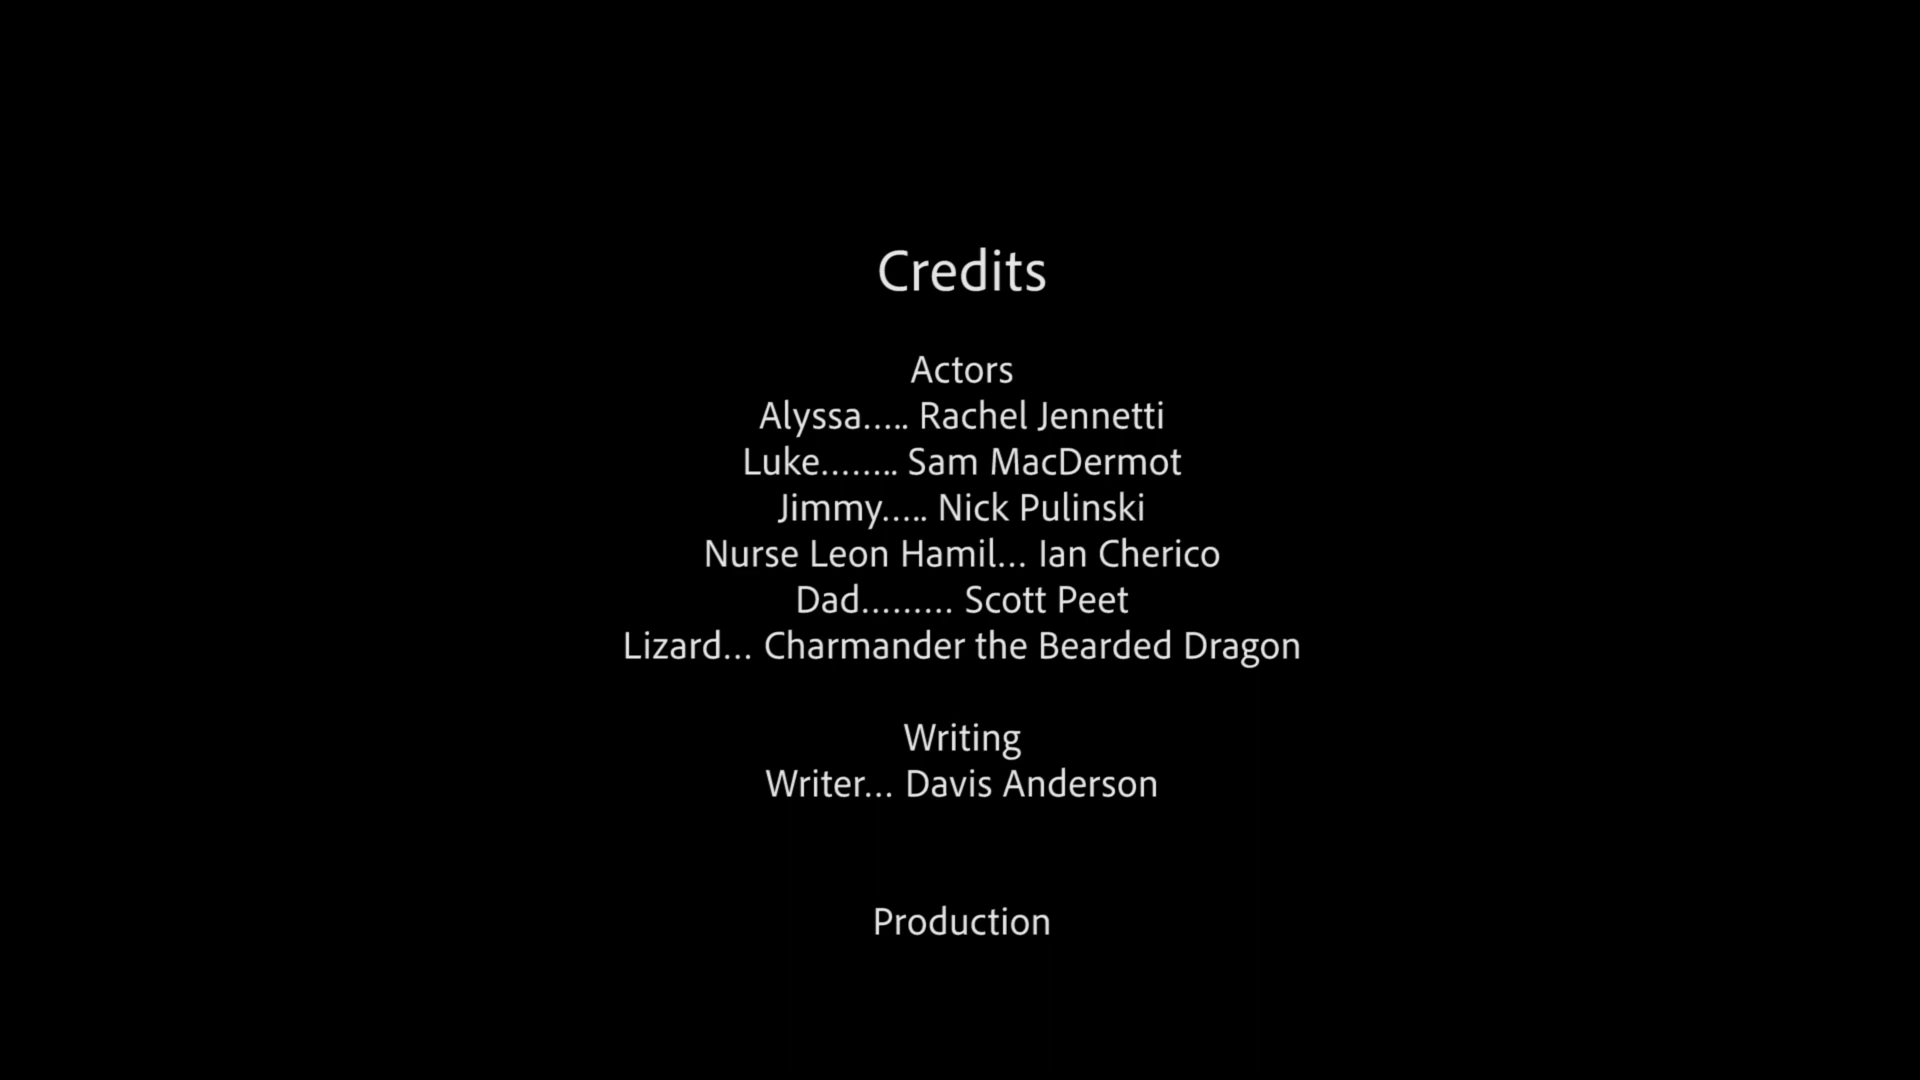 Credits
Actors
Alyssa..... Rachel Jennetti
Luke........ Sam MacDermot
Jimmy..... Nick Pulinski
Nurse Leon Hamil... Ian Cherico
Dad......... Scott Peet
Lizard... Charmander the Bearded Dragon
Writing
Writer... Davis Anderson
Production